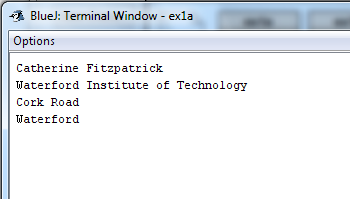 BlueJ: Terminal Window - ex1a
Options
Catherine Fitzpatrick
Waterford Institute of Technology
Cork Road
Waterford